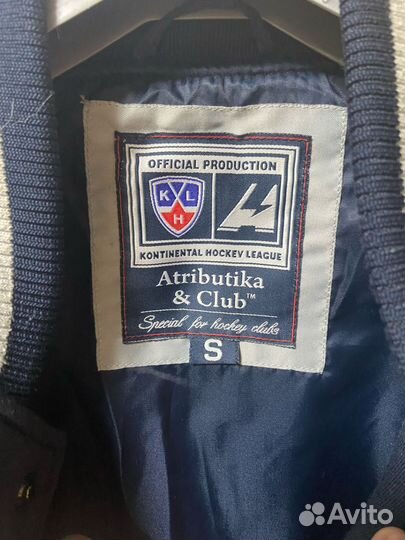 OFFICIAL PRODUCTION
K V L
H
KONTINENTAL HOCKEY LEAGUE
Atributika
& Club™
Special for hockey clubs
S
Avito